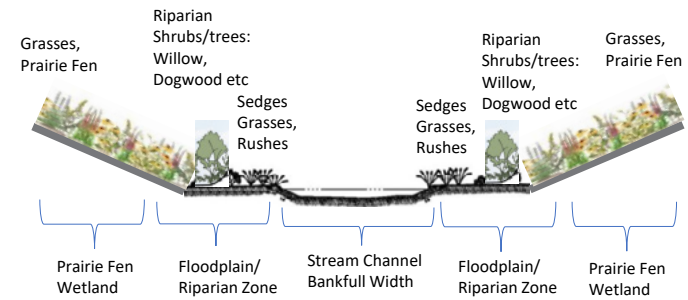 Grasses,
Prairie Fen
Riparian
Shrubs/trees:
Willow,
Dogwood etc
Sedges
Grasses,
Rushes
Sedges
Grasses,
Rushes
Riparian
Shrubs/trees:
Willow,
Dogwood etc
Grasses,
Prairie Fen
Prairie Fen
Wetland
Floodplain/
Riparian Zone
Stream Channel
Bankfull Width
Floodplain/
Riparian Zone
Prairie Fen
Wetland